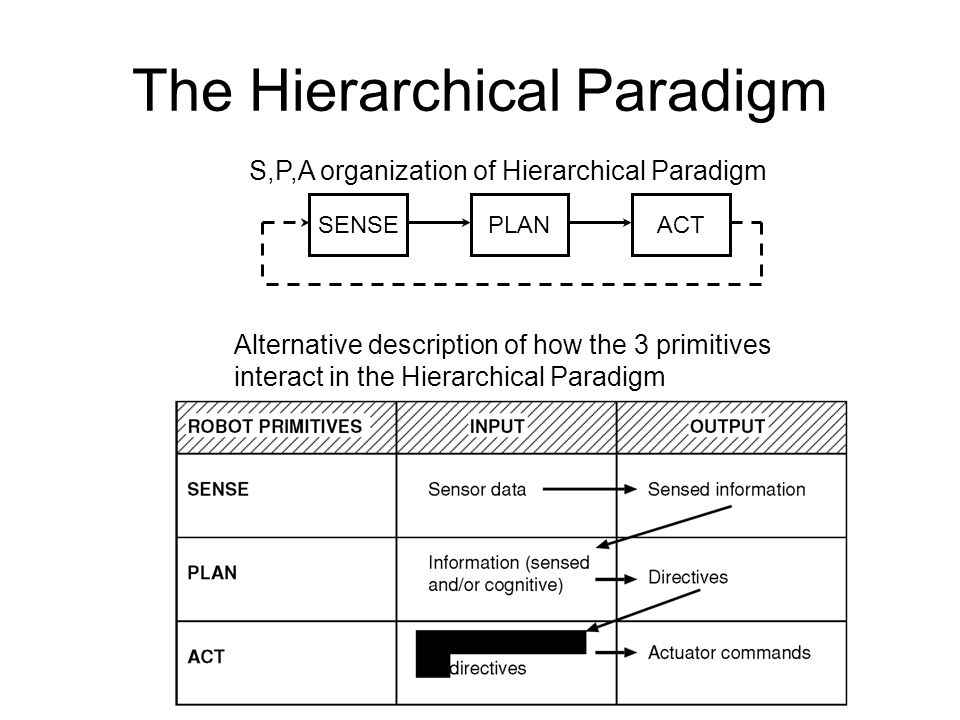 The Hierarchical Paradigm
S,P,A organization of Hierarchical Paradigm
SENSE PLAN ACT
Alternative description of how the 3 primitives
interact in the Hierarchical Paradigm
ROBOT PRIMITIVES INPUT OUTPUT
SENSE Sensor data Sensed information
PLAN Information (sensed
and/or cognitive) Directives
ACT directives Actuator commands